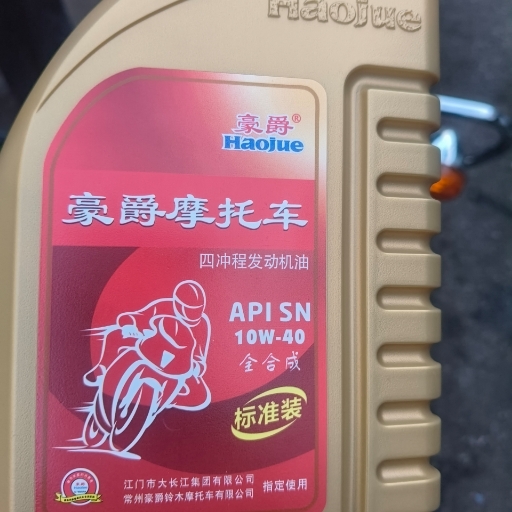 Haojue
豪爵®
Haojue
豪爵摩托车
四冲程发动机油
API SN
10W-40
全合成
标准装
江门市大长江集团有限公司
常州豪爵铃木摩托车有限公司 指定使用